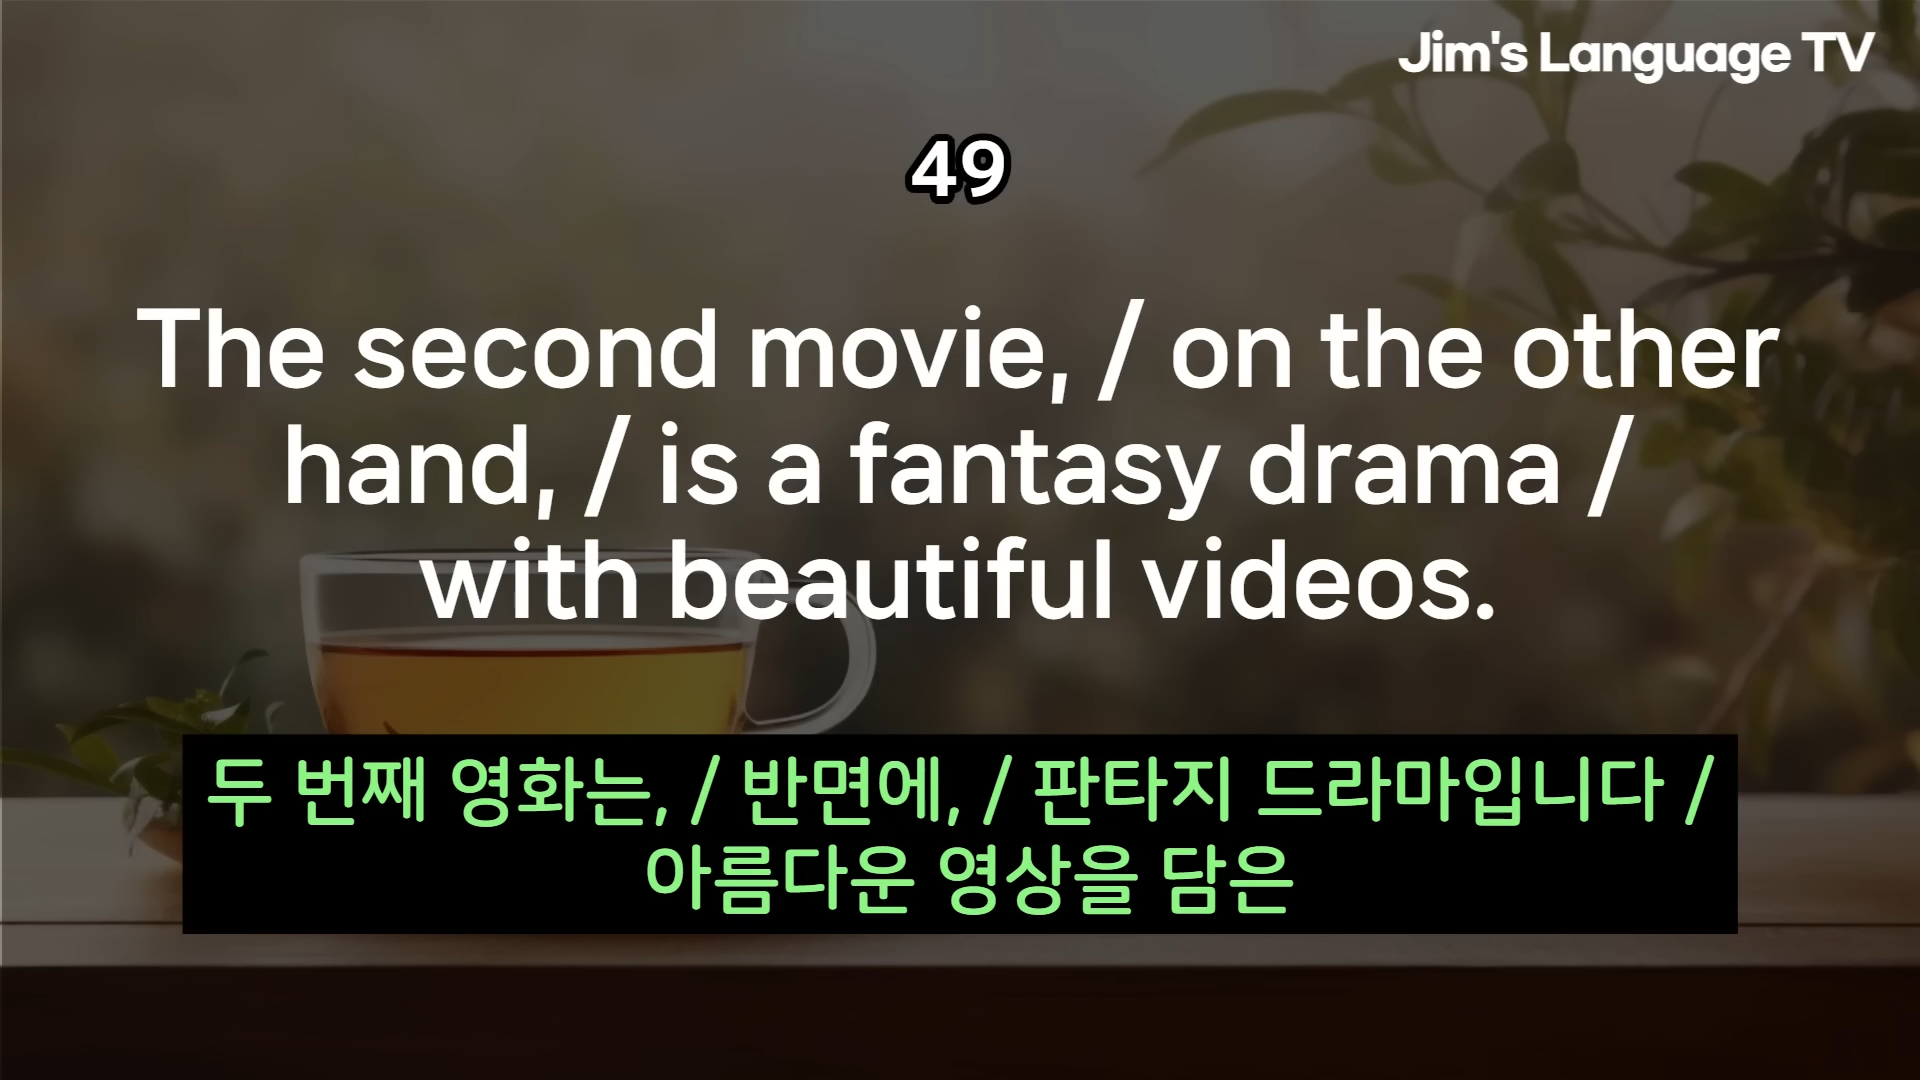 Jim's Language TV
49
The second movie, / on the other
hand, / is a fantasy drama /
with beautiful videos.
두 번째 영화는, / 반면에, / 판타지 드라마입니다 /
아름다운 영상을 담은